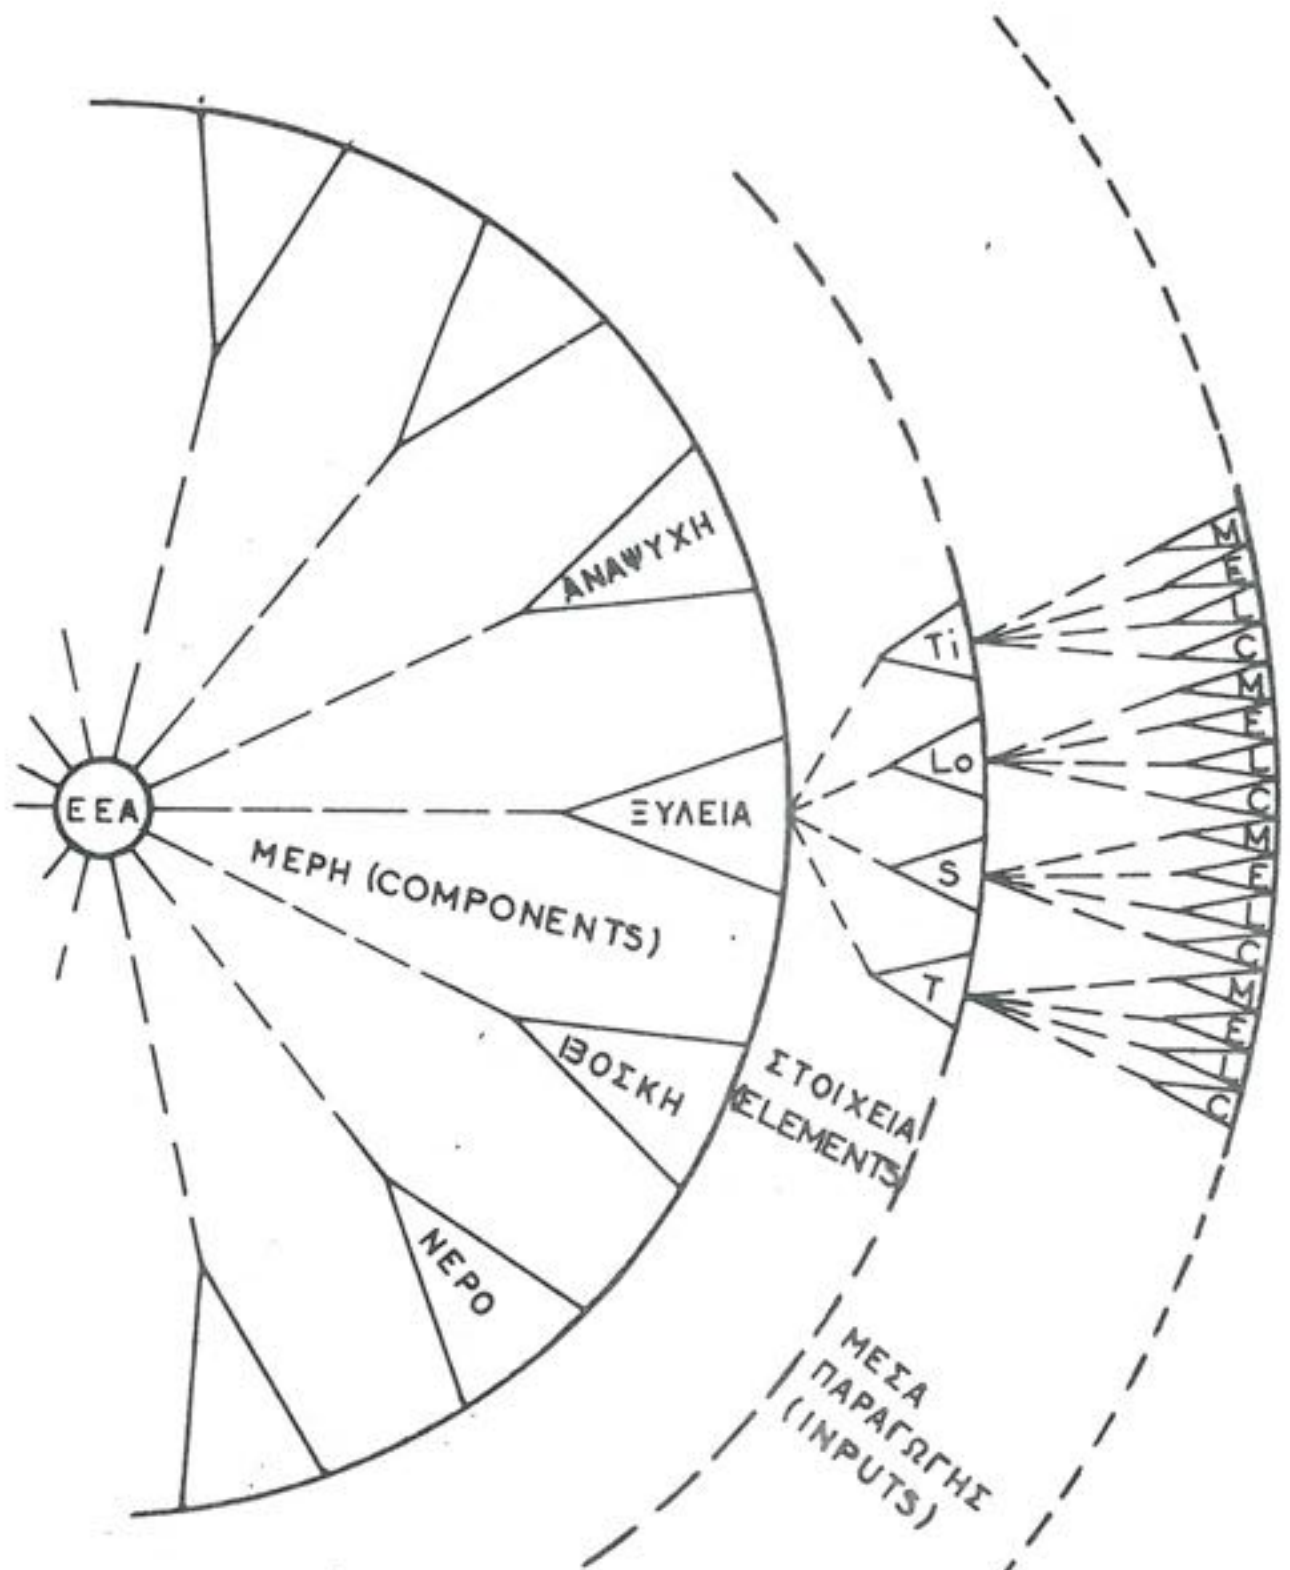 ΑΝΑΨΥΧΗ
ΕΕΑ
ΞΥΛΕΙΑ
ΜΕΡΗ (COMPONENTS)
ΒΟΣΚΗ
ΝΕΡΟ
Ti
Lo
S
T
ΣΤΟΙΧΕΙΑ
(ELEMENTS)
ΜΕΣΑ
ΠΑΡΑΓΩΓΗΣ
(INPUTS)
M
E
L
C
M
E
L
C
M
E
L
C
M
E
L
C